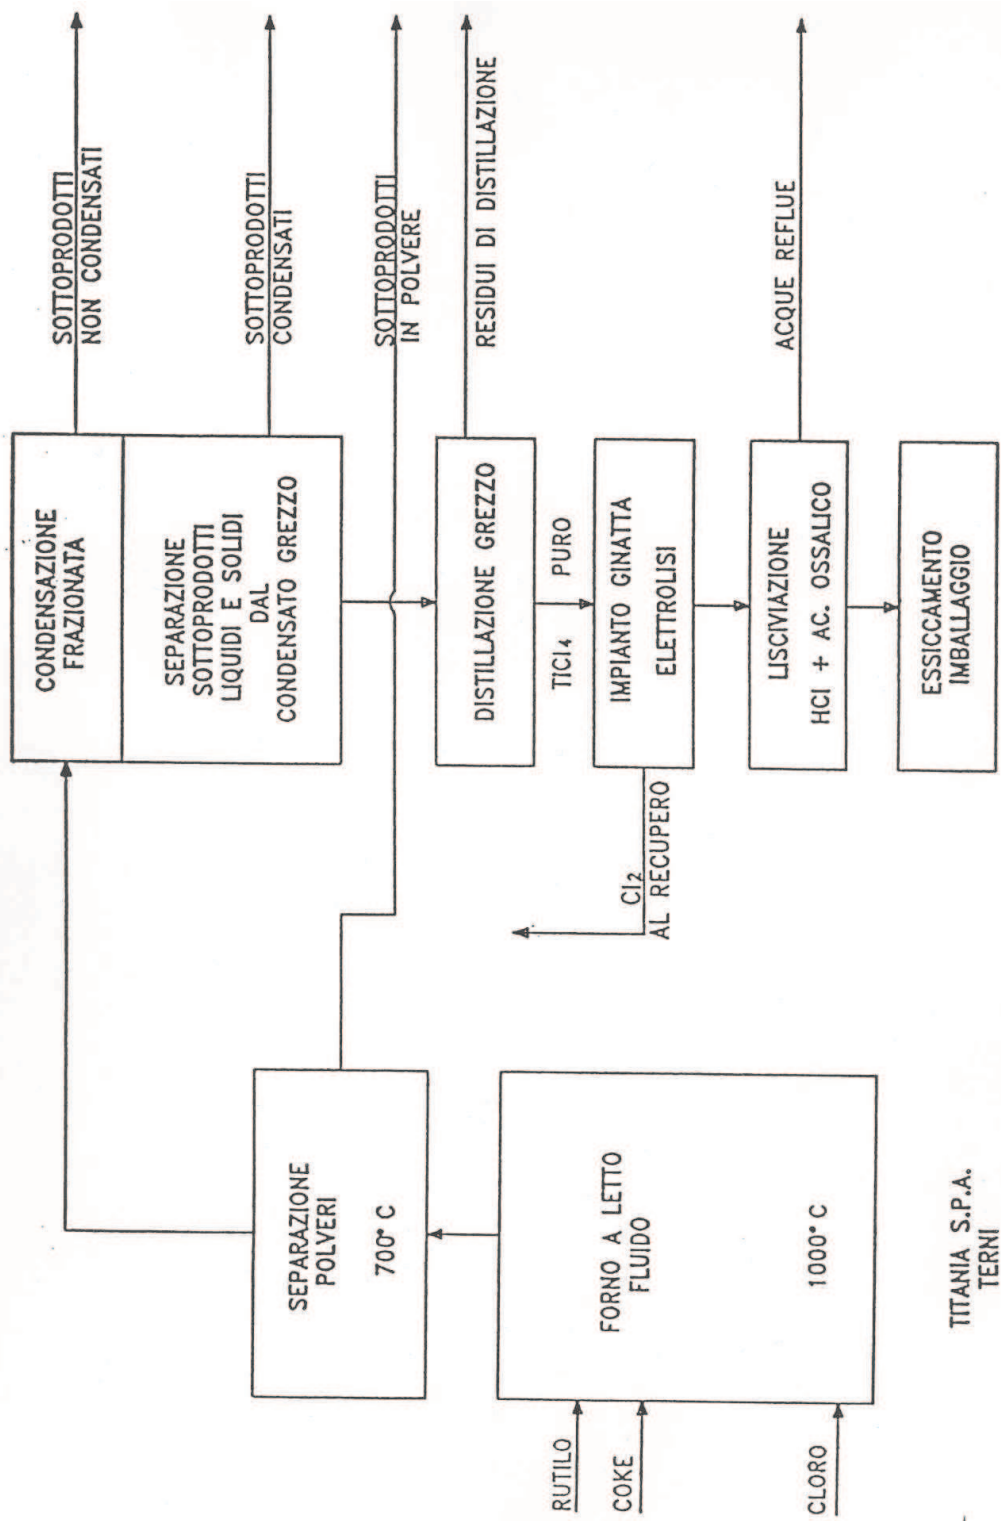 CONDENSAZIONE
FRAZIONATA
SEPARAZIONE
SOTTOPRODOTTI
LIQUIDI E SOLIDI
DAL
CONDENSATO GREZZO
SOTTOPRODOTTI
NON CONDENSATI
SOTTOPRODOTTI
CONDENSATI
SOTTOPRODOTTI
IN POLVERE
SEPARAZIONE
POLVERI
700° C
DISTILLAZIONE GREZZO
RESIDUI DI DISTILLAZIONE
TICl4 PURO
IMPIANTO GINATTA
ELETTROLISI
Cl2
AL RECUPERO
LISCIVIAZIONE
HCl + AC. OSSALICO
ACQUE REFLUE
ESSICCAMENTO
IMBALLAGGIO
FORNO A LETTO
FLUIDO
1000° C
RUTILO
COKE
CLORO
TITANIA S.P.A.
TERNI